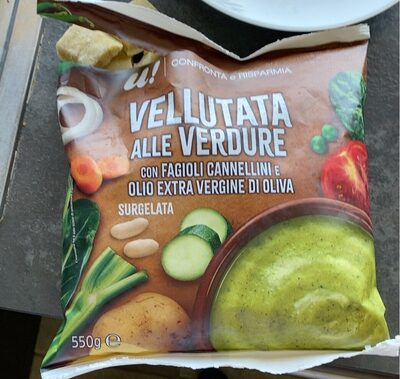 u!
CONFRONTA e RISPARMIA
VELLUTATA
ALLE VERDURE
CON FAGIOLI CANNELLINI E
OLIO EXTRA VERGINE DI OLIVA
SURGELATA
550g e